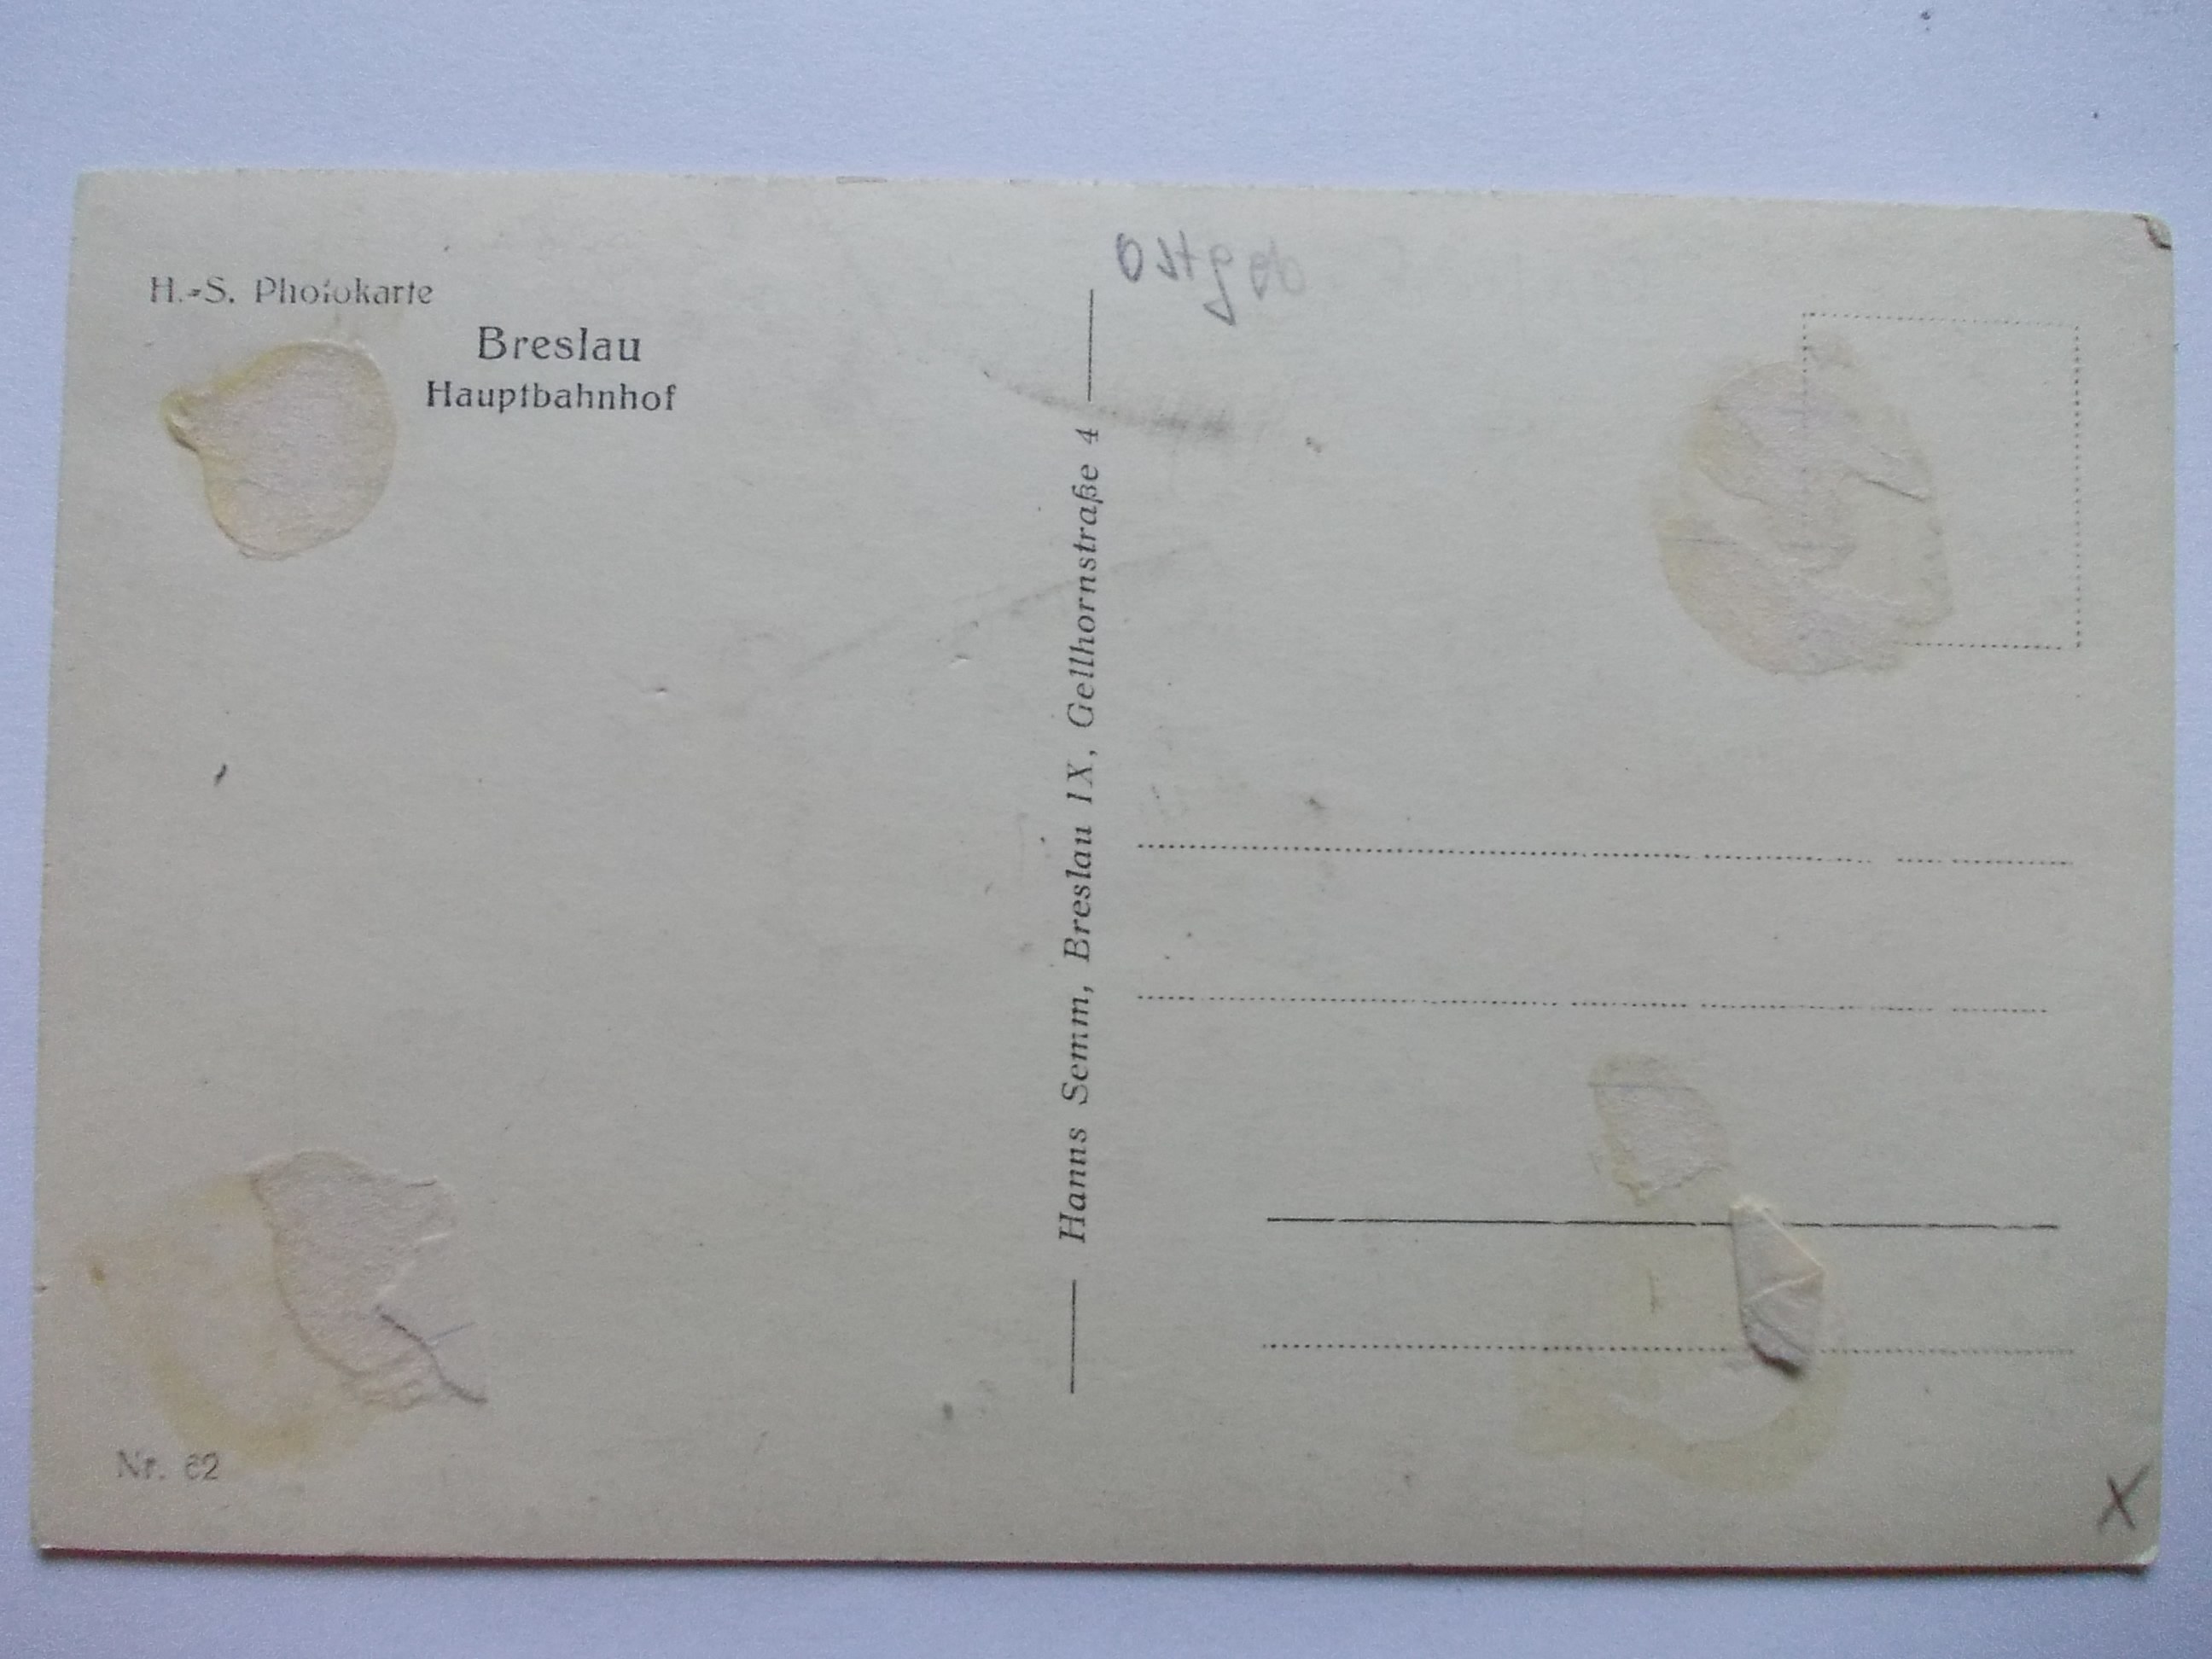 H.-S. Photokarte
Breslau
Hauptbahnhof
Ostgeb
Hanns Semm, Breslau IX, Gellhornstraße 4
Nr. 62
X